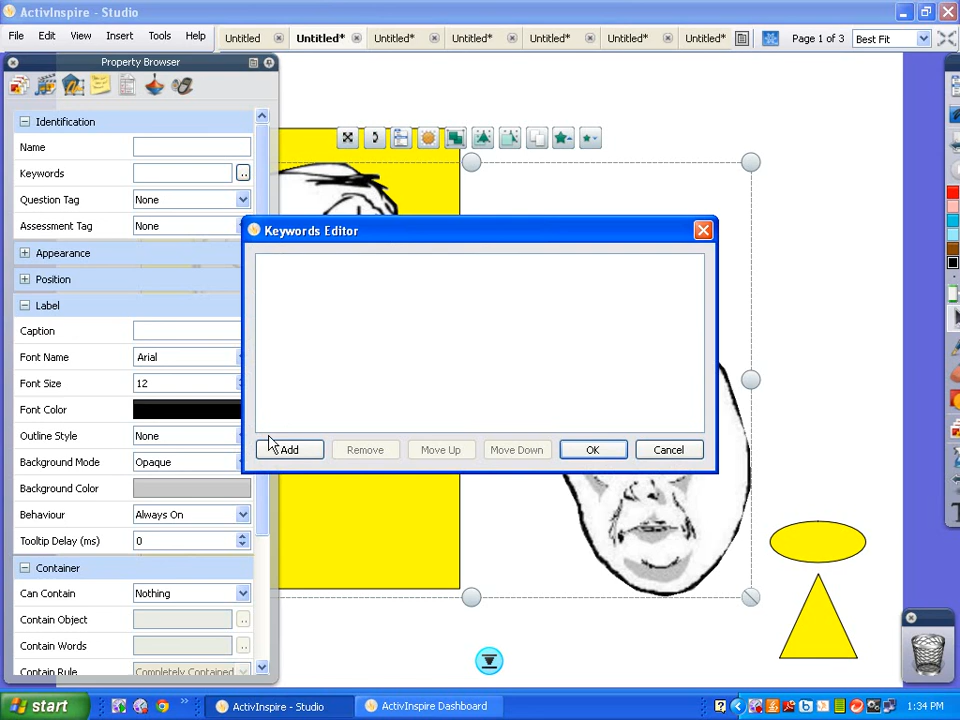 ActivInspire - Studio
File Edit View Insert Tools Help Untitled Untitled* Untitled* Untitled* Untitled* Untitled* Untitled* Page 1 of 3 Best Fit
Property Browser
Identification
Name
Keywords ..
Question Tag None
Assessment Tag None
Keywords Editor
Appearance
Position
Label
Caption
Font Name Arial
Font Size 12
Font Color
Outline Style None
Add Remove Move Up Move Down OK Cancel
Background Mode Opaque
Background Color
Behaviour Always On
Tooltip Delay (ms) 0
Container
Can Contain Nothing
Contain Object ..
Contain Words ..
Contain Rule Completely Contained
start ActivInspire - Studio ActivInspire Dashboard 1:34 PM